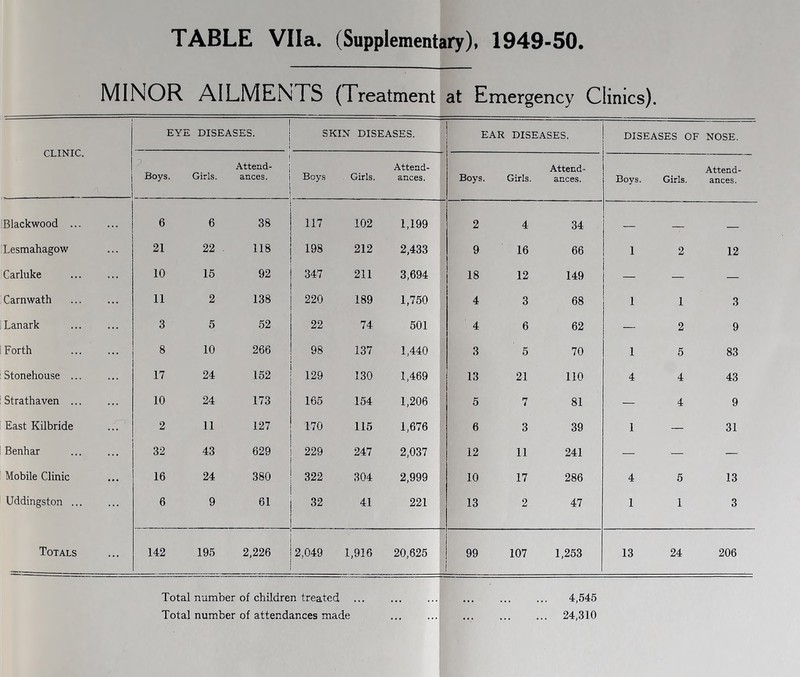 TABLE VIIa. (Supplementary), 1949-50.
MINOR AILMENTS (Treatment at Emergency Clinics).
CLINIC. EYE DISEASES. SKIN DISEASES. EAR DISEASES. DISEASES OF NOSE.
Boys. Girls. Attend-ances. Boys Girls. Attend-ances. Boys. Girls. Attend-ances. Boys. Girls. Attend-ances.
Blackwood ... ... 6 6 38 117 102 1,199 2 4 34 — — —
Lesmahagow ... 21 22 118 198 212 2,433 9 16 66 1 2 12
Carluke ... ... 10 15 92 347 211 3,694 18 12 149 — — —
Carnwath ... ... 11 2 138 220 189 1,750 4 3 68 1 1 3
Lanark ... ... 3 5 52 22 74 501 4 6 62 — 2 9
Forth ... ... 8 10 266 98 137 1,440 3 5 70 1 5 83
Stonehouse ... ... 17 24 152 129 130 1,469 13 21 110 4 4 43
Strathaven ... ... 10 24 173 165 154 1,206 5 7 81 — 4 9
East Kilbride ... 2 11 127 170 115 1,676 6 3 39 1 — 31
Benhar ... ... 32 43 629 229 247 2,037 12 11 241 — — —
Mobile Clinic ... 16 24 380 322 304 2,999 10 17 286 4 5 13
Uddingston ... ... 6 9 61 32 41 221 13 2 47 1 1 3
TOTALS ... 142 195 2,226 2,049 1,916 20,625 99 107 1,253 13 24 206
Total number of children treated ... ... ... ... ... ... 4,545
Total number of attendances made ... ... ... ... ... 24,310